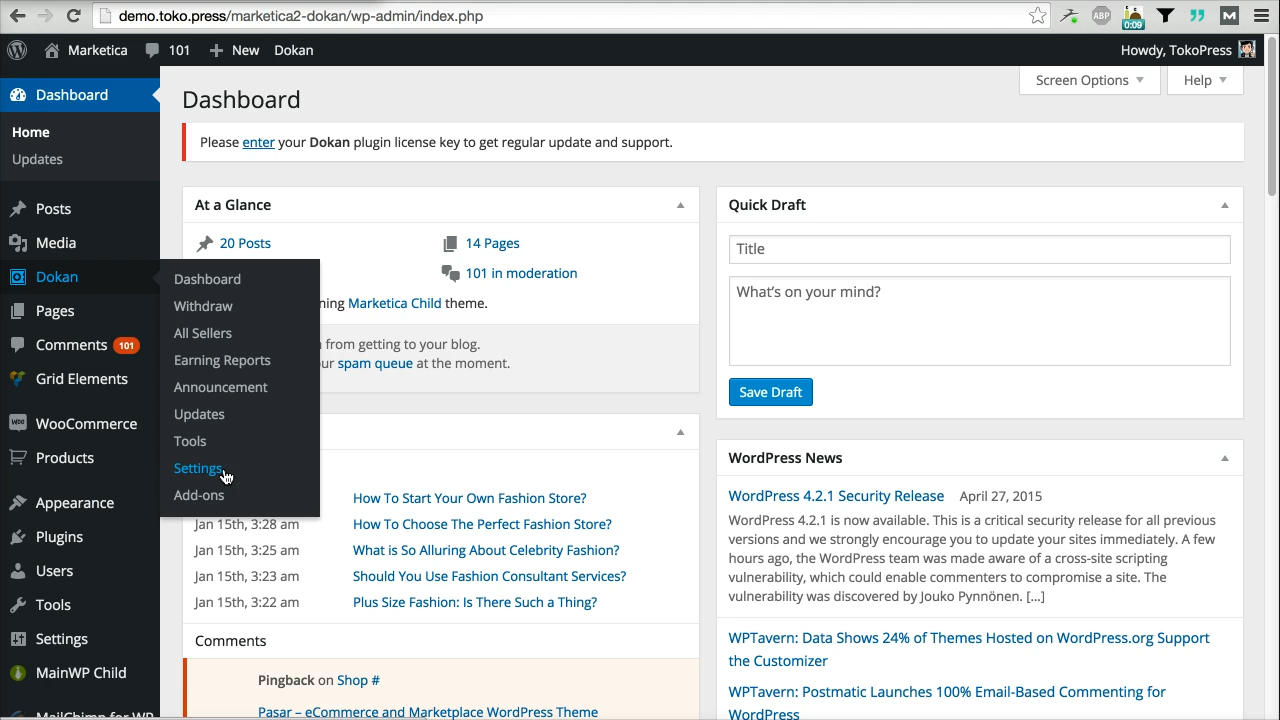 demo.toko.press/marketica2-dokan/wp-admin/index.php
ABP
0:09
M
Marketica 101 New Dokan
Howdy, TokoPress
Dashboard
Home
Updates
Posts
Media
Dokan
Pages
Comments 101
Grid Elements
WooCommerce
Products
Appearance
Plugins
Users
Tools
Settings
MainWP Child
MailChimp for WP
Dashboard
Withdraw
All Sellers
Earning Reports
Announcement
Updates
Tools
Settings
Add-ons
Screen Options
Help
Dashboard
Please enter your Dokan plugin license key to get regular update and support.
At a Glance
20 Posts
14 Pages
101 in moderation
ning Marketica Child theme.
from getting to your blog.
ur spam queue at the moment.
How To Start Your Own Fashion Store?
Jan 15th, 3:28 am How To Choose The Perfect Fashion Store?
Jan 15th, 3:25 am What is So Alluring About Celebrity Fashion?
Jan 15th, 3:23 am Should You Use Fashion Consultant Services?
Jan 15th, 3:22 am Plus Size Fashion: Is There Such a Thing?
Comments
Pingback on Shop #
Pasar – eCommerce and Marketplace WordPress Theme
Quick Draft
Title
What's on your mind?
Save Draft
WordPress News
WordPress 4.2.1 Security Release April 27, 2015
WordPress 4.2.1 is now available. This is a critical security release for all previous
versions and we strongly encourage you to update your sites immediately. A few
hours ago, the WordPress team was made aware of a cross-site scripting
vulnerability, which could enable commenters to compromise a site. The
vulnerability was discovered by Jouko Pynnönen. […]
WPTavern: Data Shows 24% of Themes Hosted on WordPress.org Support
the Customizer
WPTavern: Postmatic Launches 100% Email-Based Commenting for
WordPress